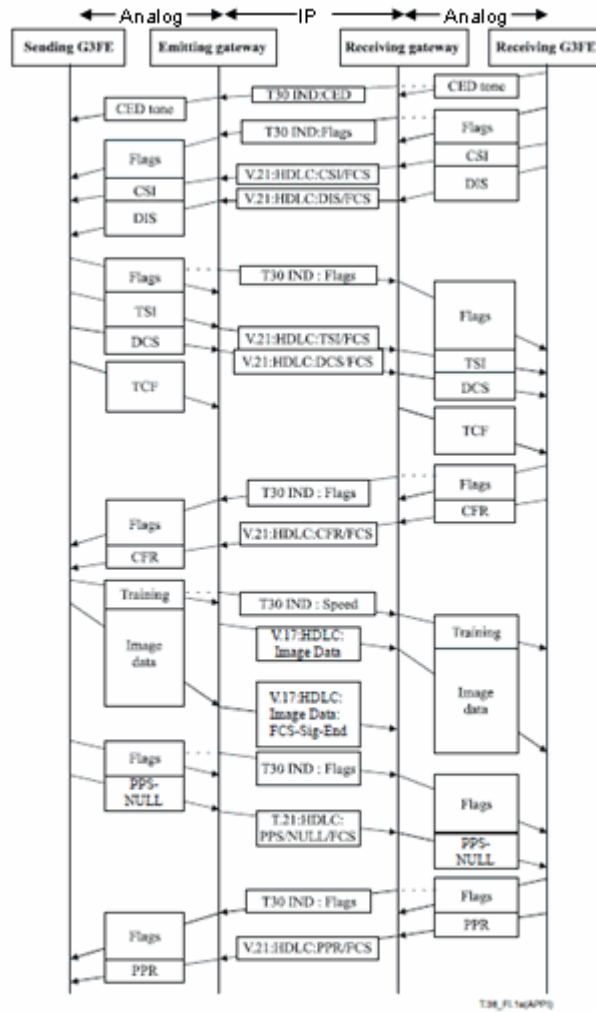 Analog IP Analog
Sending G3FE Emitting gateway Receiving gateway Receiving G3FE
T30 IND:CED CED tone
CED tone
T30 IND:Flags Flags
Flags CSI
V.21:HDLC:CSI/FCS
CSI DIS
V.21:HDLC:DIS/FCS
DIS
Flags T30 IND : Flags
TSI Flags
V.21:HDLC:TSI/FCS
DCS TSI
V.21:HDLC:DCS/FCS
TCF DCS
TCF
T30 IND : Flags Flags
Flags CFR
V.21:HDLC:CFR/FCS
CFR
Training T30 IND : Speed
Training
Image
data
V.17:HDLC:
Image Data
Image
data
V.17:HDLC:
Image Data:
FCS-Sig-End
Flags T30 IND : Flags
PPS-
NULL
Flags
T.21:HDLC:
PPS/NULL/FCS
PPS-
NULL
T30 IND : Flags Flags
Flags PPR
V.21:HDLC:PPR/FCS
PPR